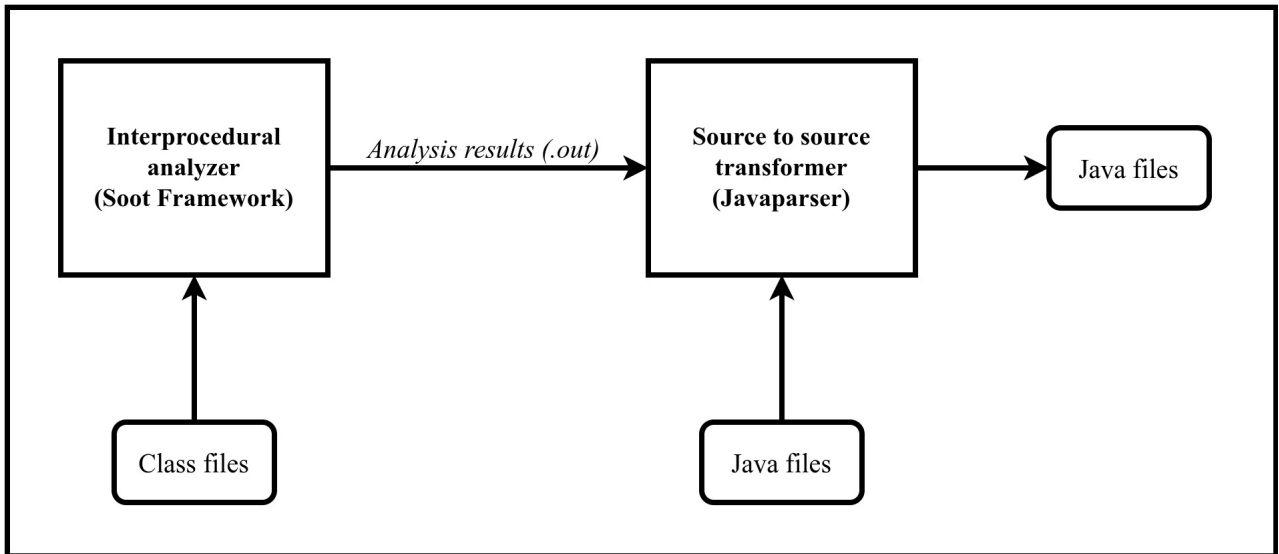 Interprocedural
analyzer
(Soot Framework)
Analysis results (.out)
Source to source
transformer
(Javaparser)
Java files
Class files
Java files